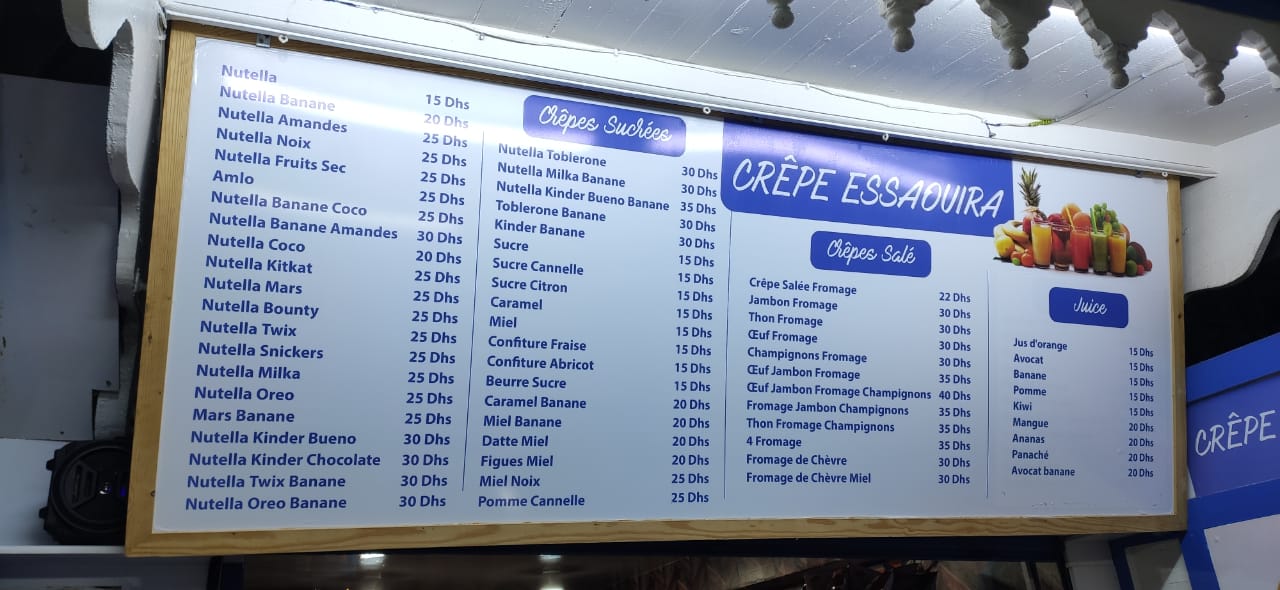 Nutella 15 Dhs
Nutella Banane 20 Dhs
Nutella Amandes 25 Dhs
Nutella Noix 25 Dhs
Nutella Fruits Sec 25 Dhs
Amlo 25 Dhs
Nutella Banane Coco 25 Dhs
Nutella Banane Amandes 30 Dhs
Nutella Coco 20 Dhs
Nutella Kitkat 25 Dhs
Nutella Mars 25 Dhs
Nutella Bounty 25 Dhs
Nutella Twix 25 Dhs
Nutella Snickers 25 Dhs
Nutella Milka 25 Dhs
Nutella Oreo 25 Dhs
Mars Banane 25 Dhs
Nutella Kinder Bueno 30 Dhs
Nutella Kinder Chocolate 30 Dhs
Nutella Twix Banane 30 Dhs
Nutella Oreo Banane 30 Dhs
Crêpes Sucrées
Nutella Toblerone 30 Dhs
Nutella Milka Banane 30 Dhs
Nutella Kinder Bueno Banane 35 Dhs
Toblerone Banane 30 Dhs
Kinder Banane 30 Dhs
Sucre 15 Dhs
Sucre Cannelle 15 Dhs
Sucre Citron 15 Dhs
Caramel 15 Dhs
Miel 15 Dhs
Confiture Fraise 15 Dhs
Confiture Abricot 15 Dhs
Beurre Sucre 15 Dhs
Caramel Banane 20 Dhs
Miel Banane 20 Dhs
Datte Miel 20 Dhs
Figues Miel 20 Dhs
Miel Noix 25 Dhs
Pomme Cannelle 25 Dhs
CRÊPE ESSAOUIRA
Crêpes Salé
Crêpe Salée Fromage 22 Dhs
Jambon Fromage 30 Dhs
Thon Fromage 30 Dhs
Œuf Fromage 30 Dhs
Champignons Fromage 30 Dhs
Œuf Jambon Fromage 35 Dhs
Œuf Jambon Fromage Champignons 40 Dhs
Fromage Jambon Champignons 35 Dhs
Thon Fromage Champignons 35 Dhs
4 Fromage 35 Dhs
Fromage de Chèvre 30 Dhs
Fromage de Chèvre Miel 30 Dhs
Juice
Jus d'orange 15 Dhs
Avocat 15 Dhs
Banane 15 Dhs
Pomme 15 Dhs
Kiwi 15 Dhs
Mangue 20 Dhs
Ananas 20 Dhs
Panaché 20 Dhs
Avocat banane 20 Dhs
CRÊPE